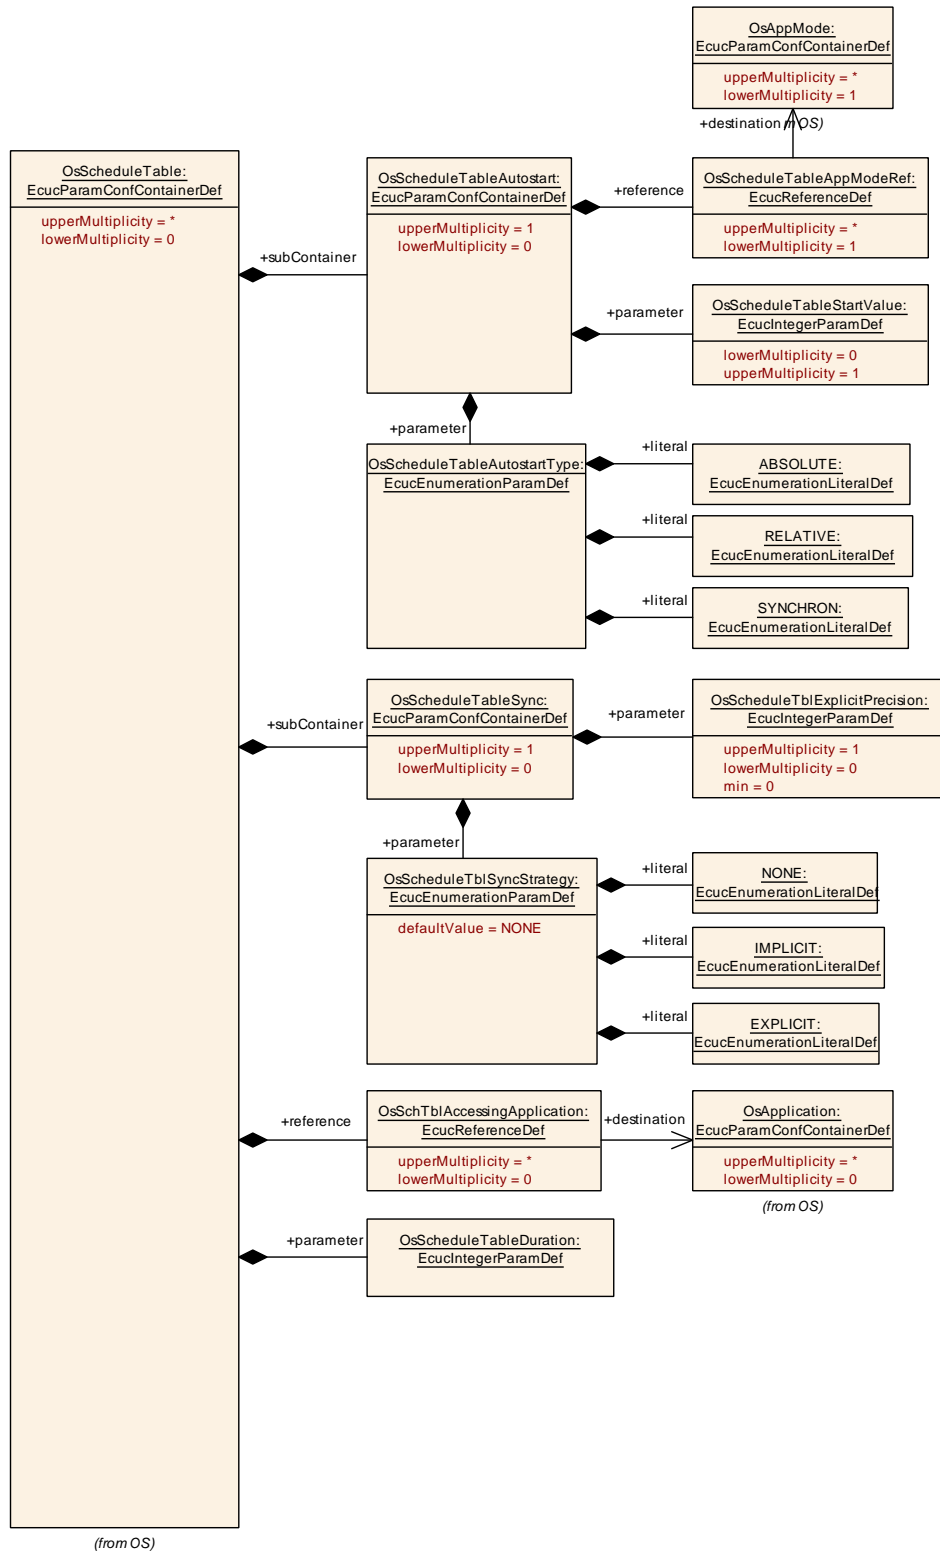 OsAppMode:
EcucParamConfContainerDef
upperMultiplicity = *
lowerMultiplicity = 1
+destination
OS)
OsScheduleTable:
EcucParamConfContainerDef
upperMultiplicity = *
lowerMultiplicity = 0
+subContainer
OsScheduleTableAutostart:
EcucParamConfContainerDef
upperMultiplicity = 1
lowerMultiplicity = 0
+reference
OsScheduleTableAppModeRef:
EcucReferenceDef
upperMultiplicity = *
lowerMultiplicity = 1
+parameter
OsScheduleTableStartValue:
EcucIntegerParamDef
lowerMultiplicity = 0
upperMultiplicity = 1
+parameter
OsScheduleTableAutostartType:
EcucEnumerationParamDef
+literal
ABSOLUTE:
EcucEnumerationLiteralDef
+literal
RELATIVE:
EcucEnumerationLiteralDef
+literal
SYNCHRON:
EcucEnumerationLiteralDef
+subContainer
OsScheduleTableSync:
EcucParamConfContainerDef
upperMultiplicity = 1
lowerMultiplicity = 0
+parameter
OsScheduleTblExplicitPrecision:
EcucIntegerParamDef
upperMultiplicity = 1
lowerMultiplicity = 0
min = 0
+parameter
OsScheduleTblSyncStrategy:
EcucEnumerationParamDef
defaultValue = NONE
+literal
NONE:
EcucEnumerationLiteralDef
+literal
IMPLICIT:
EcucEnumerationLiteralDef
+literal
EXPLICIT:
EcucEnumerationLiteralDef
+reference
OsSchTblAccessingApplication:
EcucReferenceDef
upperMultiplicity = *
lowerMultiplicity = 0
+destination
OsApplication:
EcucParamConfContainerDef
upperMultiplicity = *
lowerMultiplicity = 0
(from OS)
+parameter
OsScheduleTableDuration:
EcucIntegerParamDef
(from OS)